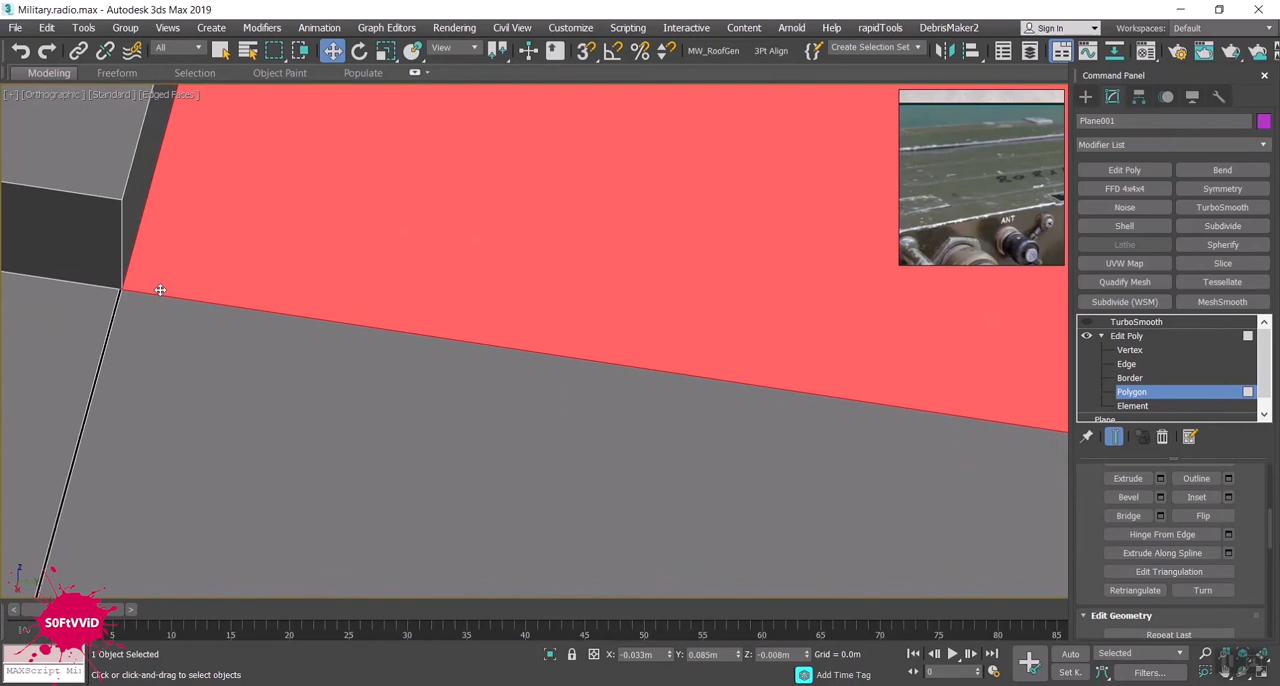 Military.radio.max - Autodesk 3ds Max 2019
File Edit Tools Group Views Create Modifiers Animation Graph Editors Rendering Civil View Customize Scripting Interactive Content Arnold Help rapidTools DebrisMaker2 Sign In Workspaces: Default
All View MW_RoofGen 3Pt Align Create Selection Set
Modeling Freeform Selection Object Paint Populate
[+] [Orthographic] [Standard] [Edged Faces]
ANT
Command Panel
Plane001
Modifier List
Edit Poly Bend
FFD 4x4x4 Symmetry
Noise TurboSmooth
Shell Subdivide
Lathe Spherify
UVW Map Slice
Quadify Mesh Tessellate
Subdivide (WSM) MeshSmooth
TurboSmooth
Edit Poly
Vertex
Edge
Border
Polygon
Element
Plane
Extrude Outline
Bevel Inset
Bridge Flip
Hinge From Edge
Extrude Along Spline
Edit Triangulation
Retriangulate Turn
Edit Geometry
Repeat Last
S0FtVViD
5 10 15 20 25 30 35 40 45 50 55 60 65 70 75 80 85
1 Object Selected X: -0.033m Y: 0.085m Z: -0.008m Grid = 0.0m Auto Selected
MAXScript Mi: Click or click-and-drag to select objects Add Time Tag 0 Set K. Filters...